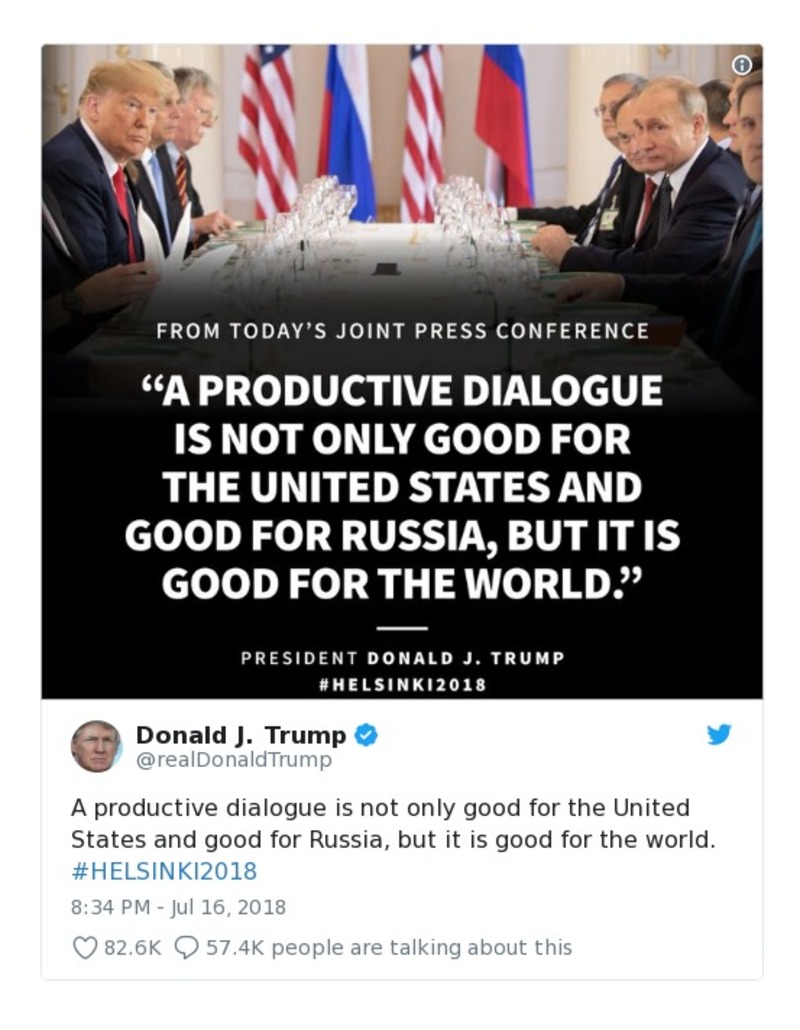 FROM TODAY’S JOINT PRESS CONFERENCE
“A PRODUCTIVE DIALOGUE
IS NOT ONLY GOOD FOR
THE UNITED STATES AND
GOOD FOR RUSSIA, BUT IT IS
GOOD FOR THE WORLD.”
PRESIDENT DONALD J. TRUMP
#HELSINKI2018
Donald J. Trump
@realDonaldTrump
A productive dialogue is not only good for the United
States and good for Russia, but it is good for the world.
#HELSINKI2018
8:34 PM - Jul 16, 2018
82.6K 57.4K people are talking about this